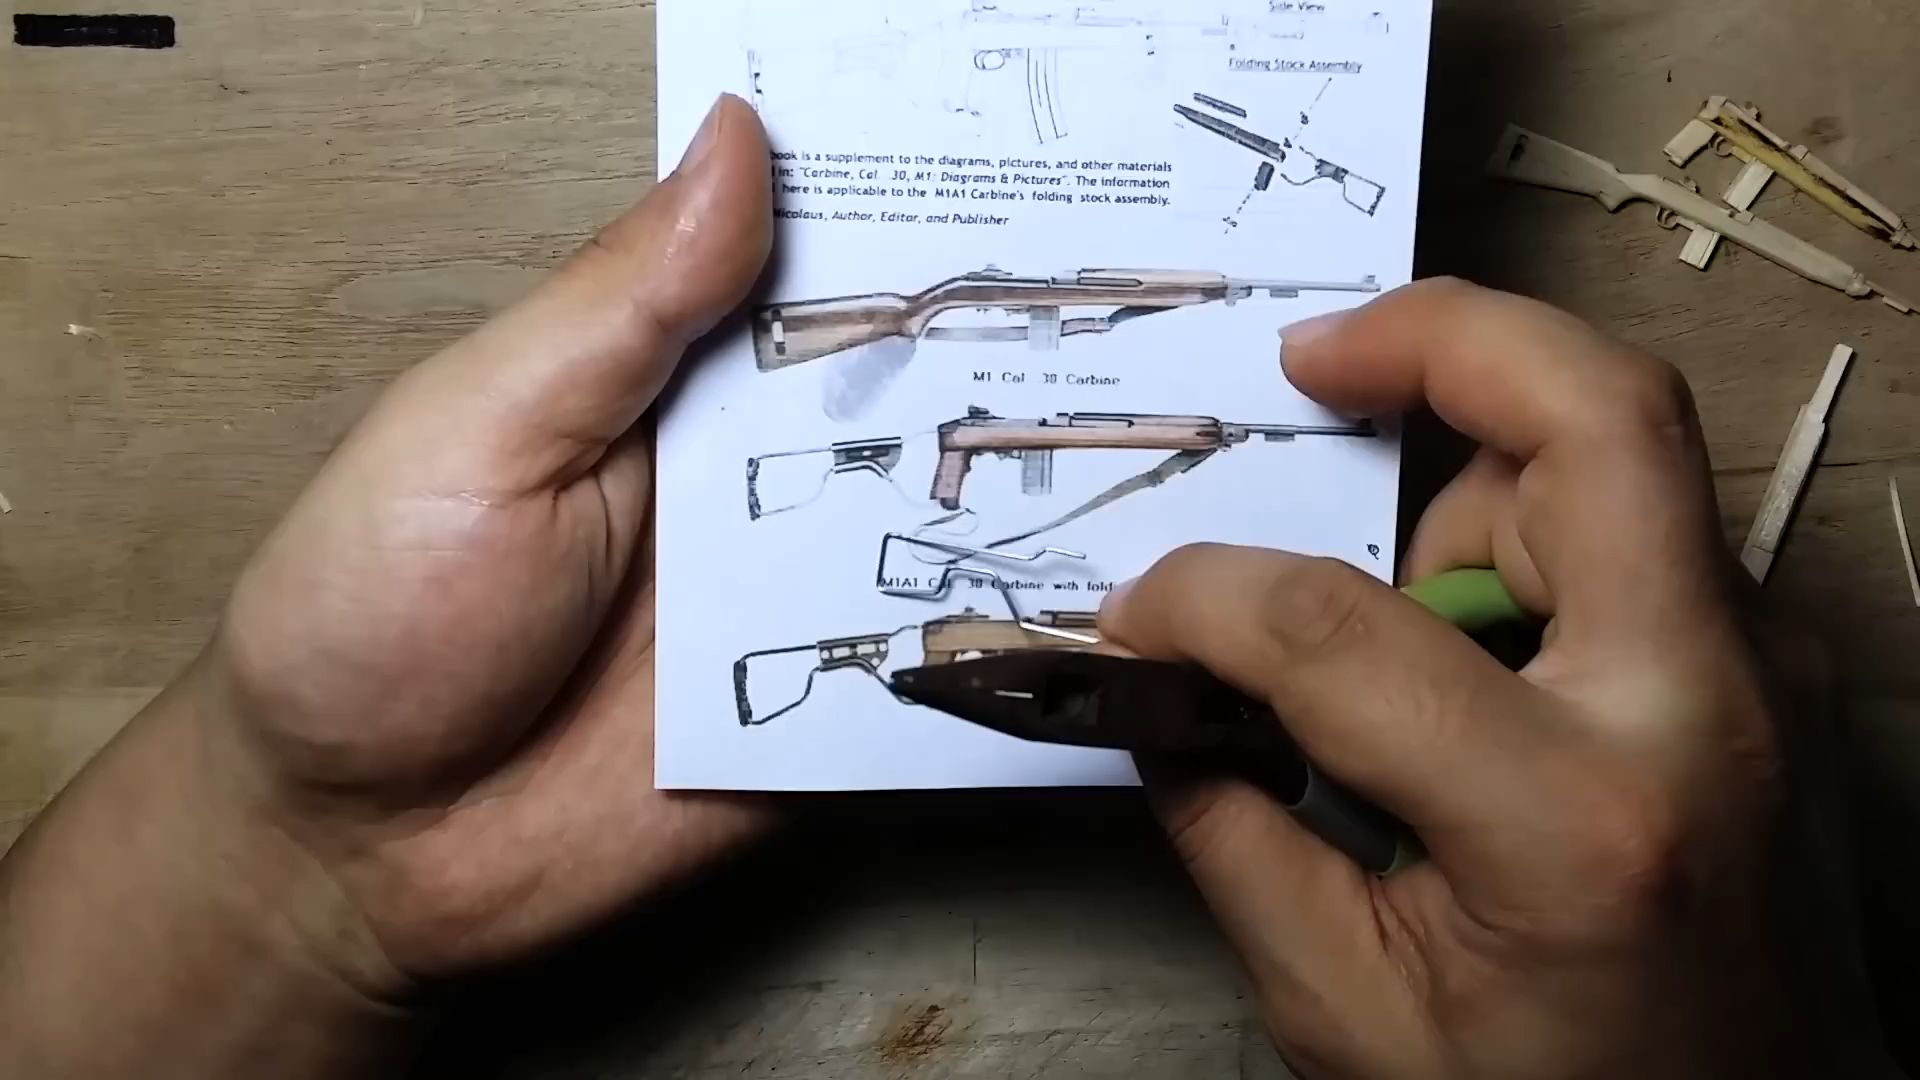 Side View
Folding Stock Assembly
book is a supplement to the diagrams, pictures, and other materials
in: "Carbine, Cal .30, M1: Diagrams & Pictures". The information
here is applicable to the M1A1 Carbine's folding stock assembly.
Nicolaus, Author, Editor, and Publisher
M1 Cal 30 Carbine
M1A1 Cal 30 Carbine with fold